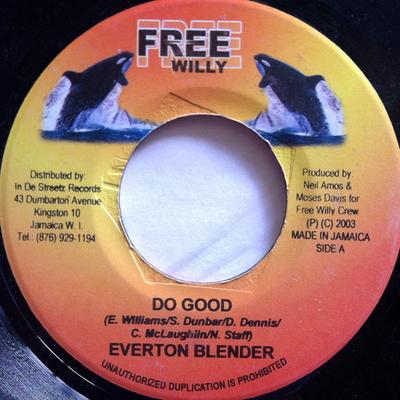 FREE
FREE
WILLY
Distributed by:
In De Streetz Records
43 Dumbarton Avenue
Kingston 10
Jamaica W. I.
Tel.: (876) 929-1194
Produced by
Neil Amos &
Moses Davis for
Free Willy Crew
(P) (C) 2003
MADE IN JAMAICA
SIDE A
DO GOOD
(E. Williams/S. Dunbar/D. Dennis/
C. McLaughiin/N. Staff)
EVERTON BLENDER
UNAUTHORIZED DUPLICATION IS PROHIBITED